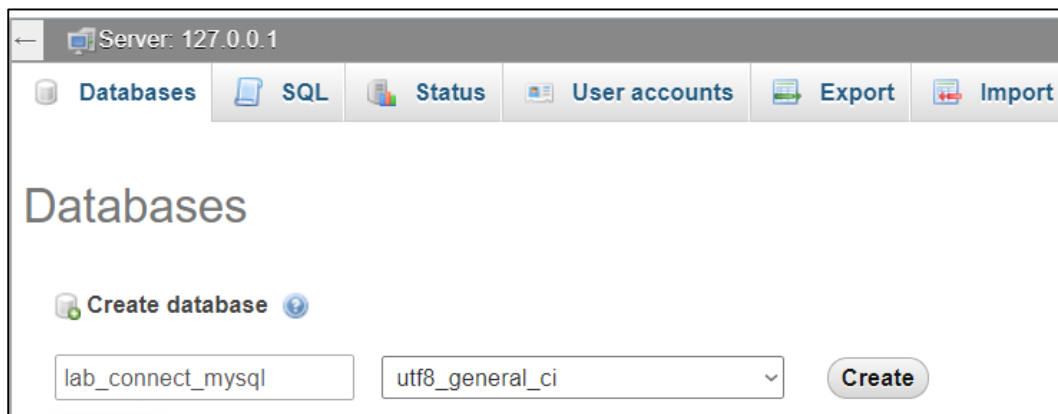 ← Server: 127.0.0.1
Databases SQL Status User accounts Export Import
Databases
Create database
lab_connect_mysql utf8_general_ci Create